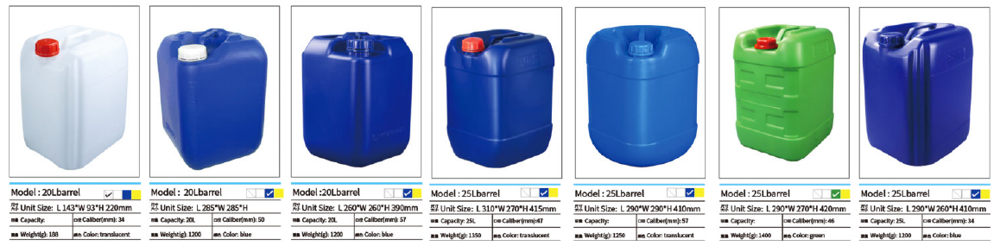 Model : 20Lbarrel
Unit Size: L 143*W 93*H 220mm
Capacity: Caliber(mm): 34
Weight(g): 188 Color: translucent
Model : 20Lbarrel
Unit Size: L 285*W 285*H
Capacity: 20L Caliber(mm): 50
Weight(g): 1200 Color: blue
Model :20Lbarrel
Unit Size: L 260*W 260*H 390mm
Capacity: 20L Caliber(mm): 57
Weight(g): 1200 Color: blue
Model : 25Lbarrel
Unit Size: L 310*W 270*H 415mm
Capacity: 25L Caliber(mm):47
Weight(g): 1350 Color: translucent
Model : 25Lbarrel
Unit Size: L 290*W 290*H 410mm
Capacity: Caliber(mm):57
Weight(g): 1250 Color: translucent
Model : 25Lbarrel
Unit Size: L 290*W 270*H 420mm
Capacity: Caliber(mm): 46
Weight(g): 1400 Color: green
Model : 25Lbarrel
Unit Size: L 290*W 260*H 410mm
Capacity: 25L Caliber(mm): 34
Weight(g): 1200 Color: blue